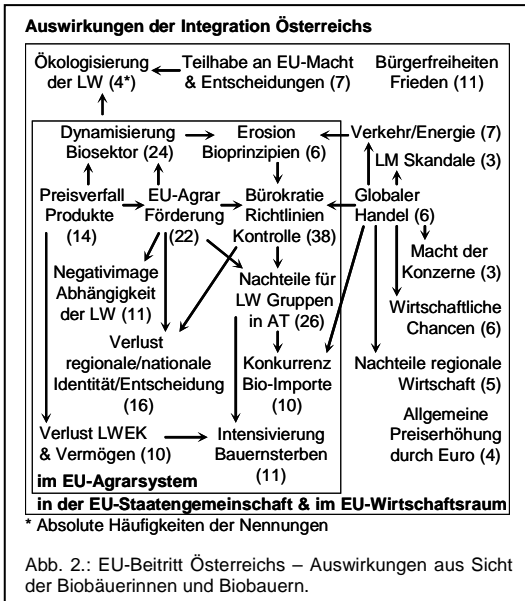 Auswirkungen der Integration Österreichs
Ökologisierung
der LW (4*)
Teilhabe an EU-Macht
& Entscheidungen (7)
Bürgerfreiheiten
Frieden (11)
Dynamisierung
Biosektor
(24)
Erosion
Bioprinzipien
(6)
Verkehr/Energie (7)
LM Skandale (3)
Preisverfall
Produkte
(14)
EU-Agrar
Förderung
(22)
Bürokratie
Richtlinien
Kontrolle (38)
Globaler
Handel (6)
Macht der
Konzerne (3)
Negativimage
Abhängigkeit
der LW (11)
Nachteile für
LW Gruppen
in AT (26)
Wirtschaftliche
Chancen (6)
Verlust
regionale/nationale
Identität/Entscheidung
(16)
Konkurrenz
Bio-Importe
(10)
Nachteile regionale
Wirtschaft (5)
Verlust LWEK
& Vermögen (10)
Intensivierung
Bauernsterben
(11)
Allgemeine
Preiserhöhung
durch Euro (4)
im EU-Agrarsystem
in der EU-Staatengemeinschaft & im EU-Wirtschaftsraum
* Absolute Häufigkeiten der Nennungen
Abb. 2.: EU-Beitritt Österreichs – Auswirkungen aus Sicht
der Biobäuerinnen und Biobauern.